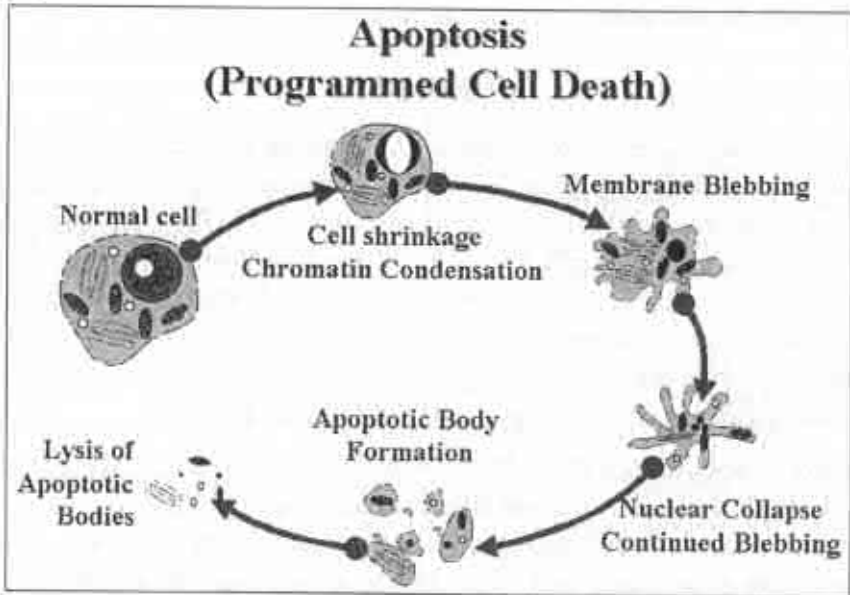 Apoptosis
(Programmed Cell Death)
Normal cell
Cell shrinkage
Chromatin Condensation
Membrane Blebbing
Nuclear Collapse
Continued Blebbing
Apoptotic Body
Formation
Lysis of
Apoptotic
Bodies